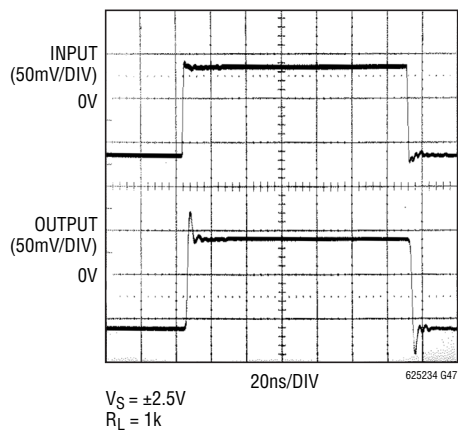 INPUT
(50mV/DIV)
0V
OUTPUT
(50mV/DIV)
0V
20ns/DIV
625234 G47
VS = ±2.5V
RL = 1k